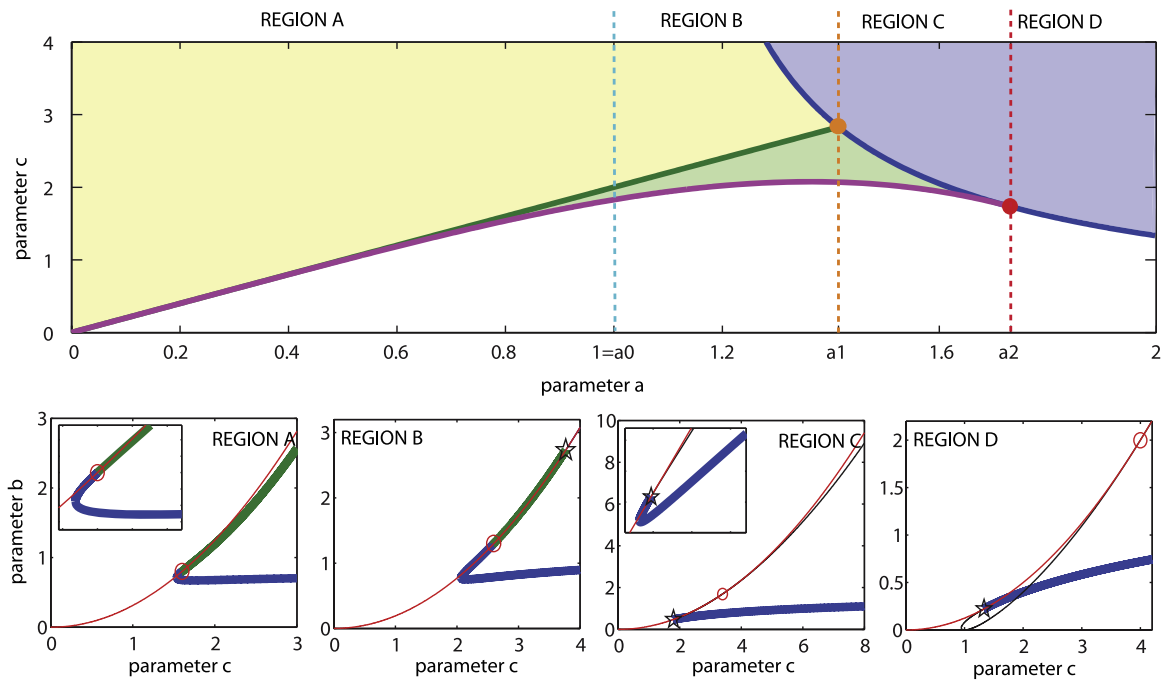 REGION A REGION B REGION C REGION D
4
3
2
1
0
parameter c
0 0.2 0.4 0.6 0.8 1=a0 1.2 a1 1.6 a2 2
parameter a
3
2
1
0
parameter b
REGION A
0 1 2 3
parameter c
3
2
1
0
REGION B
0 1 2 3 4
parameter c
10
8
6
4
2
0
REGION C
0 2 4 6 8
parameter c
2
1.5
1
0.5
0
REGION D
0 1 2 3 4
parameter c